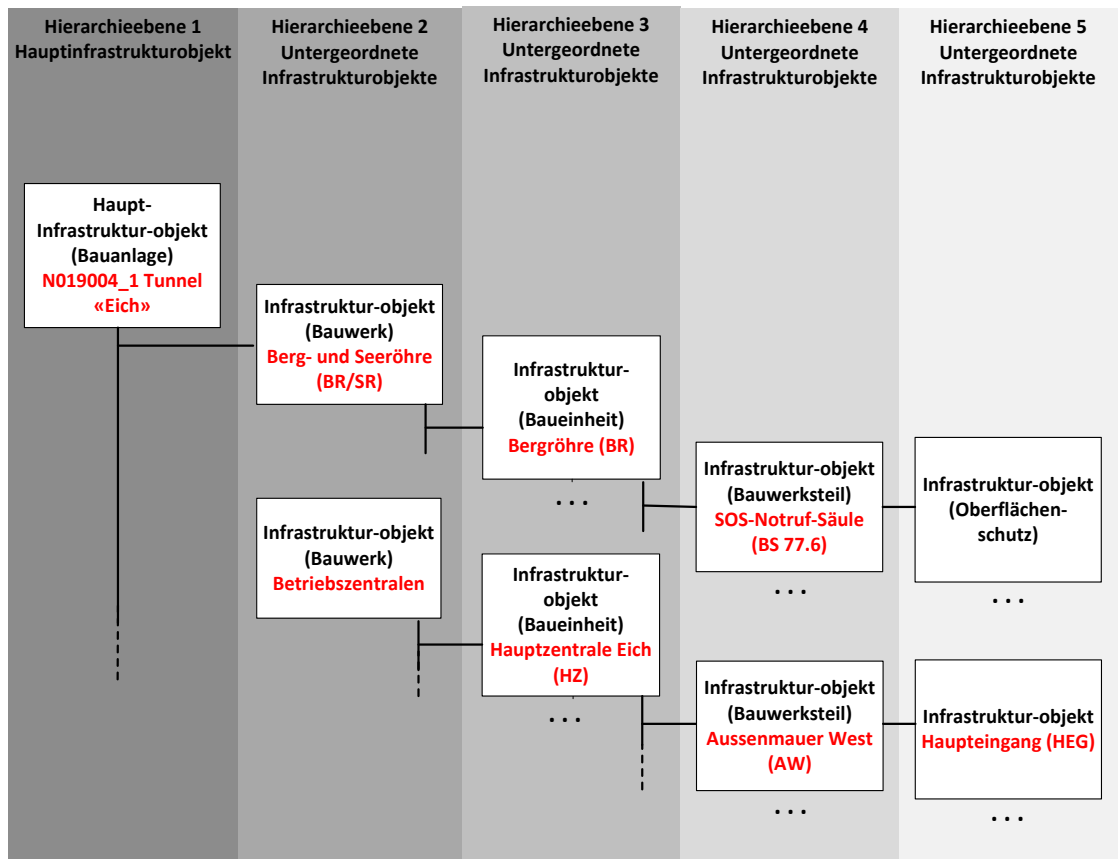 Hierarchieebene 1
Hauptinfrastrukturobjekt
Hierarchieebene 2
Untergeordnete
Infrastrukturobjekte
Hierarchieebene 3
Untergeordnete
Infrastrukturobjekte
Hierarchieebene 4
Untergeordnete
Infrastrukturobjekte
Hierarchieebene 5
Untergeordnete
Infrastrukturobjekte
Haupt-
Infrastruktur-objekt
(Bauanlage)
N019004_1 Tunnel
«Eich»
Infrastruktur-objekt
(Bauwerk)
Berg- und Seeröhre
(BR/SR)
Infrastruktur-
objekt
(Baueinheit)
Bergröhre (BR)
. . .
Infrastruktur-objekt
(Bauwerksteil)
SOS-Notruf-Säule
(BS 77.6)
. . .
Infrastruktur-objekt
(Oberflächen-
schutz)
. . .
Infrastruktur-objekt
(Bauwerk)
Betriebszentralen
Infrastruktur-
objekt
(Baueinheit)
Hauptzentrale Eich
(HZ)
. . .
Infrastruktur-objekt
(Bauwerksteil)
Aussenmauer West
(AW)
. . .
Infrastruktur-objekt
Haupteingang (HEG)
. . .